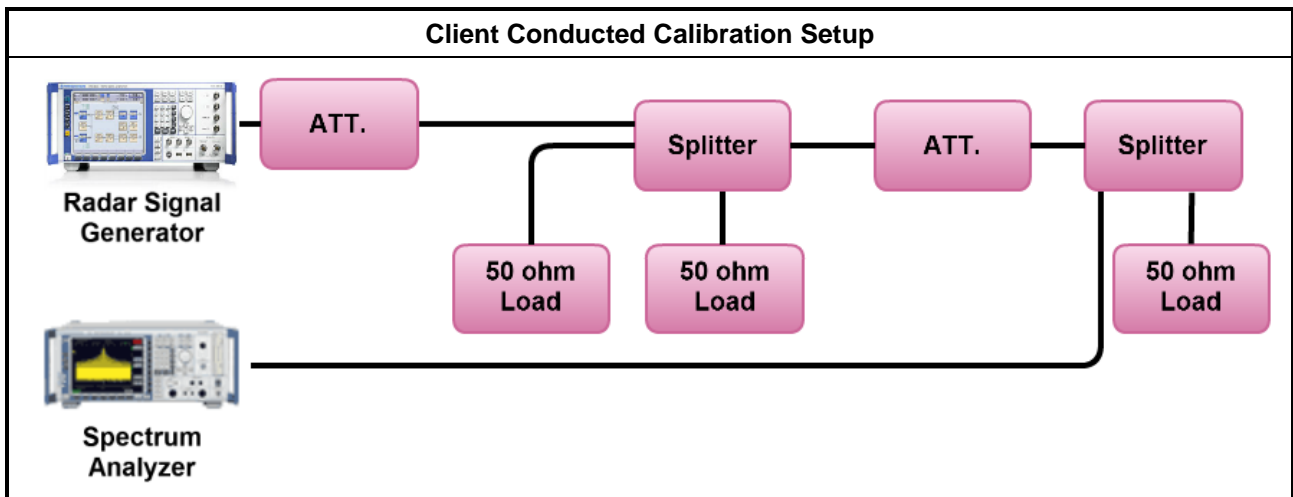 Client Conducted Calibration Setup
ATT.
Splitter
ATT.
Splitter
Radar Signal
Generator
50 ohm
Load
50 ohm
Load
50 ohm
Load
Spectrum
Analyzer